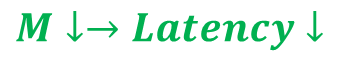 M ↓→ Latency ↓